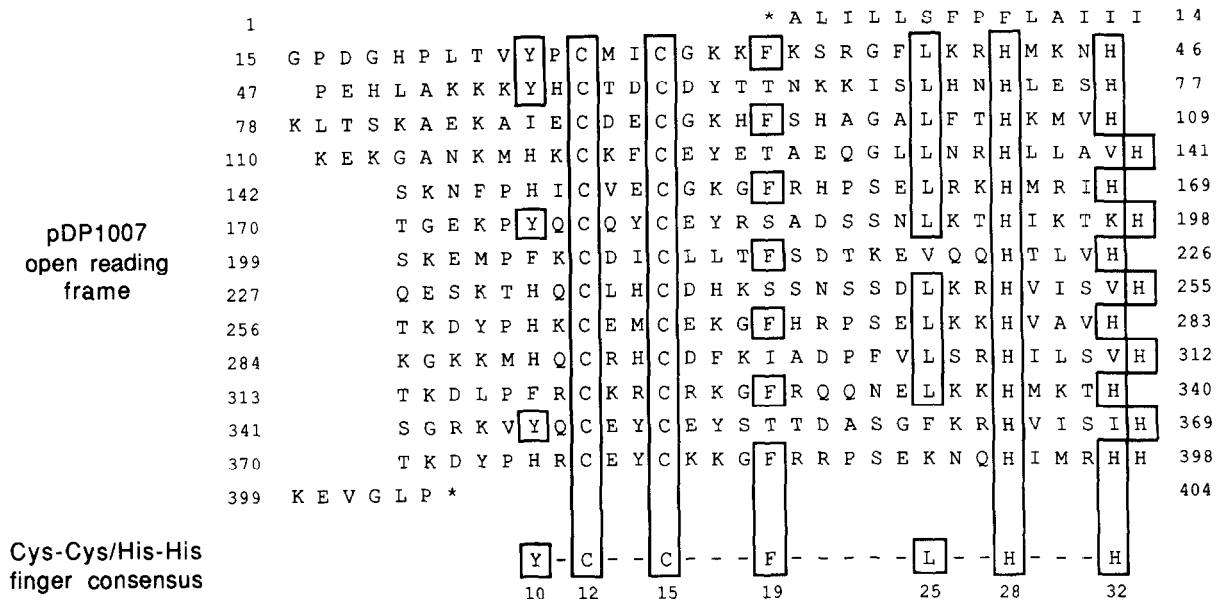 1 * A L I L L S F P F L A I I I 14
15 G P D G H P L T V Y P C M I C G K K F K S R G F L K R H M K N H 46
47 P E H L A K K K Y H C T D C D Y T T N K K I S L H N H L E S H 77
78 K L T S K A E K A I E C D E C G K H F S H A G A L F T H K M V H 109
110 K E K G A N K M H K C K F C E Y E T A E Q G L L N R H L L A V H 141
142 S K N F P H I C V E C G K G F R H P S E L R K H M R I H 169
170 T G E K P Y Q C Q Y C E Y R S A D S S N L K T H I K T K H 198
199 S K E M P F K C D I C L L T F S D T K E V Q Q H T L V H 226
227 Q E S K T H Q C L H C D H K S S N S S D L K R H V I S V H 255
256 T K D Y P H K C E M C E K G F H R P S E L K K H V A V H 283
284 K G K K M H Q C R H C D F K I A D P F V L S R H I L S V H 312
313 T K D L P F R C K R C R K G F R Q Q N E L K K H M K T H 340
341 S G R K V Y Q C E Y C E Y S T T D A S G F K R H V I S I H 369
370 T K D Y P H R C E Y C K K G F R R P S E K N Q H I M R H H 398
399 K E V G L P * 404
pDP1007
open reading
frame
Cys-Cys/His-His
finger consensus
Y - C - - C - - - F - - - - - L - - H - - - H
10 12 15 19 25 28 32